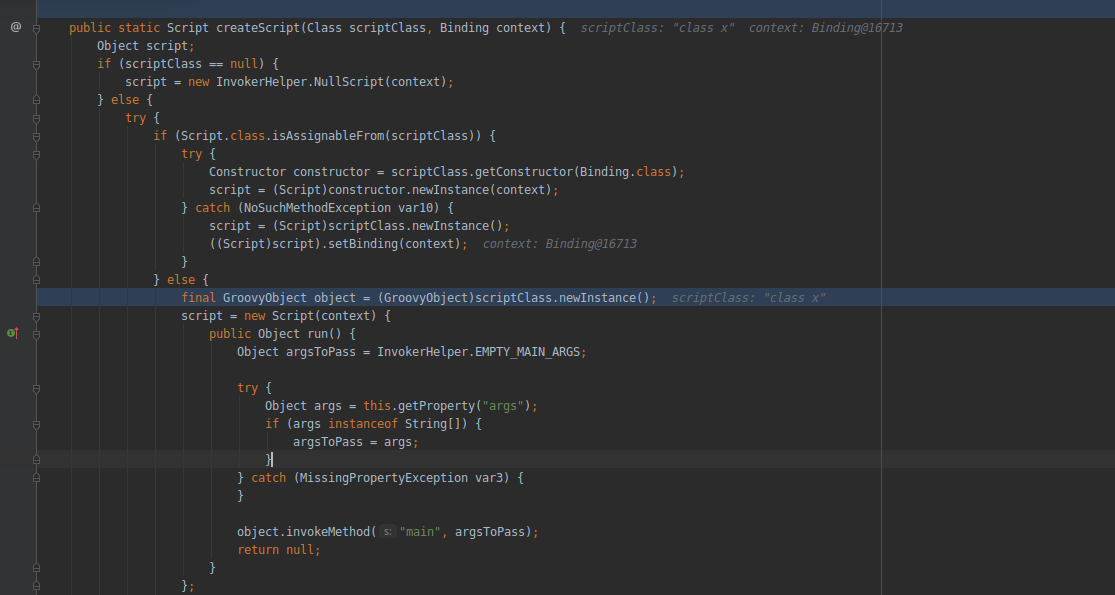 @ public static Script createScript(Class scriptClass, Binding context) {  scriptClass: "class x"  context: Binding@16713
Object script;
if (scriptClass == null) {
script = new InvokerHelper.NullScript(context);
} else {
try {
if (Script.class.isAssignableFrom(scriptClass)) {
try {
Constructor constructor = scriptClass.getConstructor(Binding.class);
script = (Script)constructor.newInstance(context);
} catch (NoSuchMethodException var10) {
script = (Script)scriptClass.newInstance();
((Script)script).setBinding(context);  context: Binding@16713
}
} else {
final GroovyObject object = (GroovyObject)scriptClass.newInstance();  scriptClass: "class x"
script = new Script(context) {
public Object run() {
Object argsToPass = InvokerHelper.EMPTY_MAIN_ARGS;
try {
Object args = this.getProperty("args");
if (args instanceof String[]) {
argsToPass = args;
}
} catch (MissingPropertyException var3) {
}
object.invokeMethod( s: "main", argsToPass);
return null;
}
};